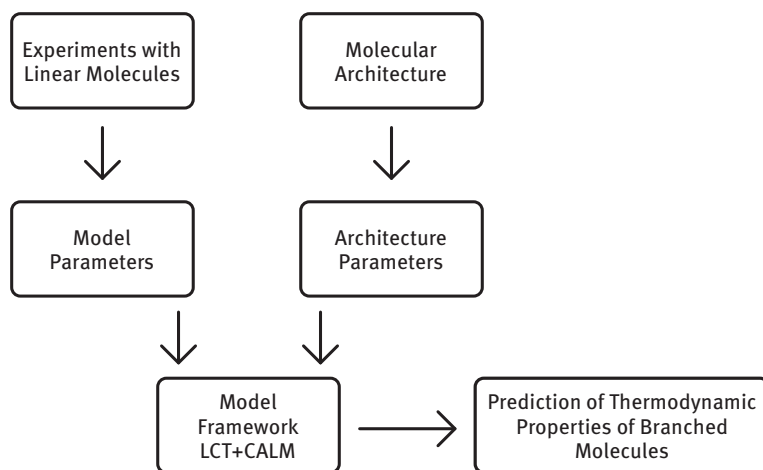 Experiments with
Linear Molecules
Molecular
Architecture
Model
Parameters
Architecture
Parameters
Model
Framework
LCT+CALM
Prediction of Thermodynamic
Properties of Branched
Molecules